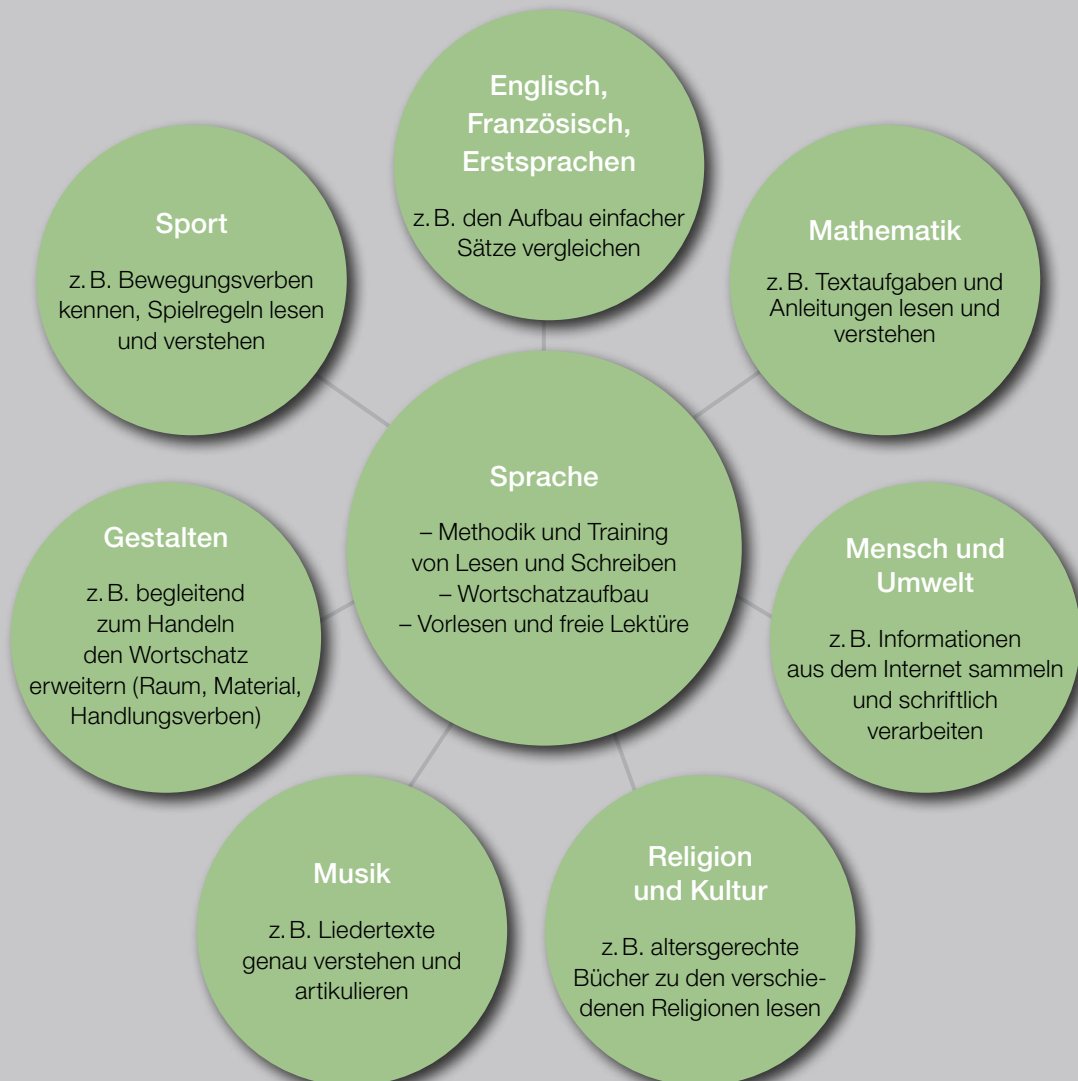 Englisch,
Französisch,
Erstsprachen
z. B. den Aufbau einfacher
Sätze vergleichen
Sport
z. B. Bewegungsverben
kennen, Spielregeln lesen
und verstehen
Mathematik
z. B. Textaufgaben und
Anleitungen lesen und
verstehen
Sprache
– Methodik und Training
von Lesen und Schreiben
– Wortschatzaufbau
– Vorlesen und freie Lektüre
Gestalten
z. B. begleitend
zum Handeln
den Wortschatz
erweitern (Raum, Material,
Handlungsverben)
Mensch und
Umwelt
z. B. Informationen
aus dem Internet sammeln
und schriftlich
verarbeiten
Musik
z. B. Liedertexte
genau verstehen und
artikulieren
Religion
und Kultur
z. B. altersgerechte
Bücher zu den verschie-
denen Religionen lesen